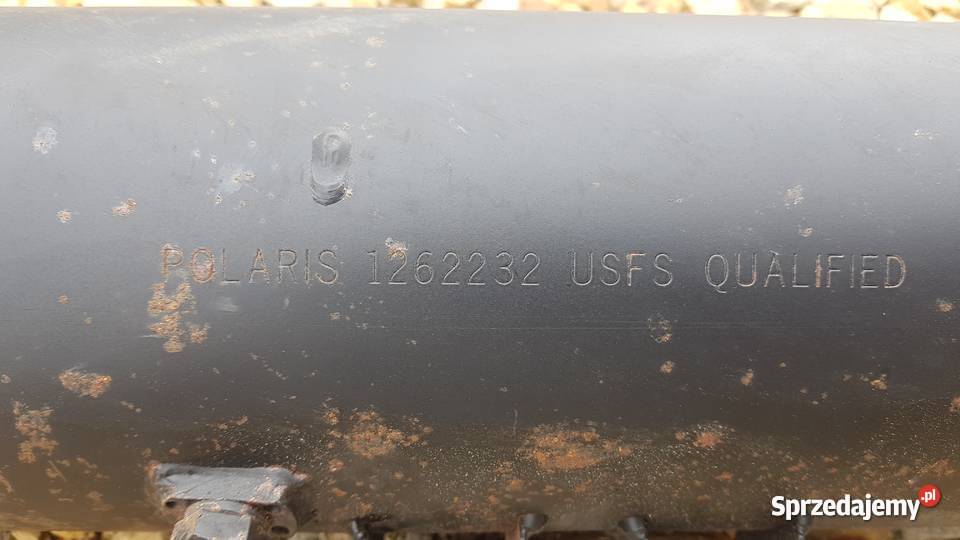 POLARIS 1262232 USFS QUALIFIED
Sprzedajemy.pl